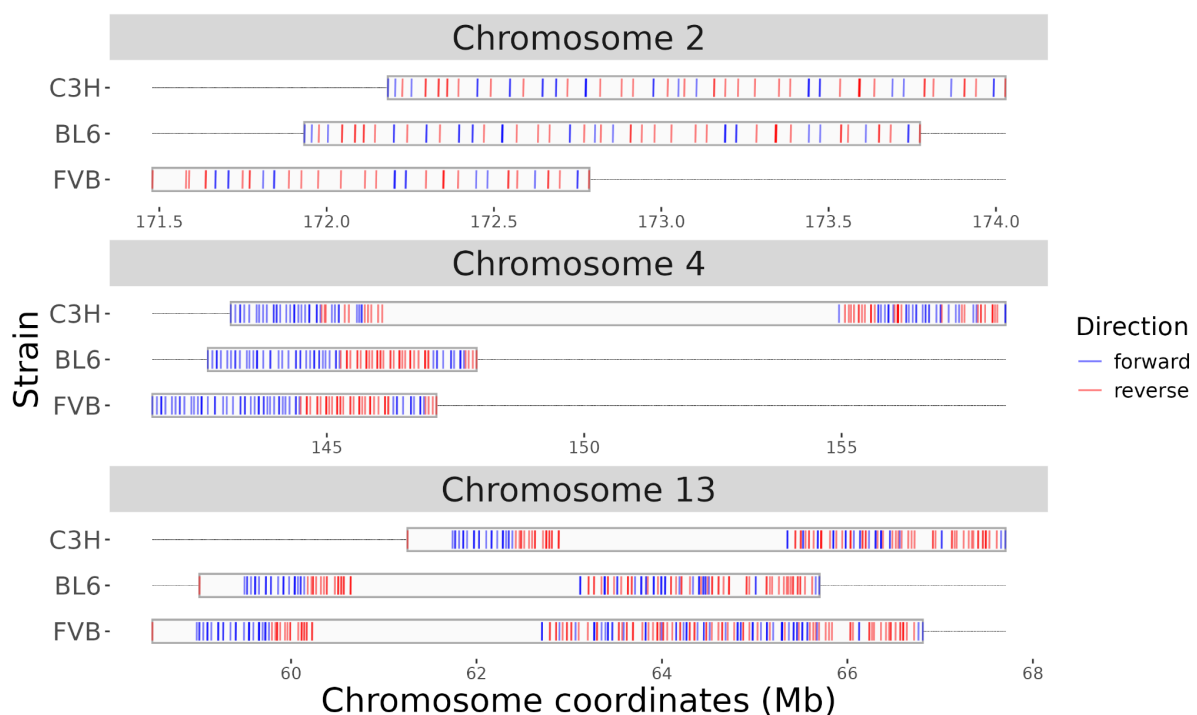 Chromosome 2
C3H
BL6
FVB
171.5 172.0 172.5 173.0 173.5 174.0
Chromosome 4
C3H
BL6
FVB
145 150 155
Chromosome 13
C3H
BL6
FVB
60 62 64 66 68
Chromosome coordinates (Mb)
Strain
Direction
forward
reverse